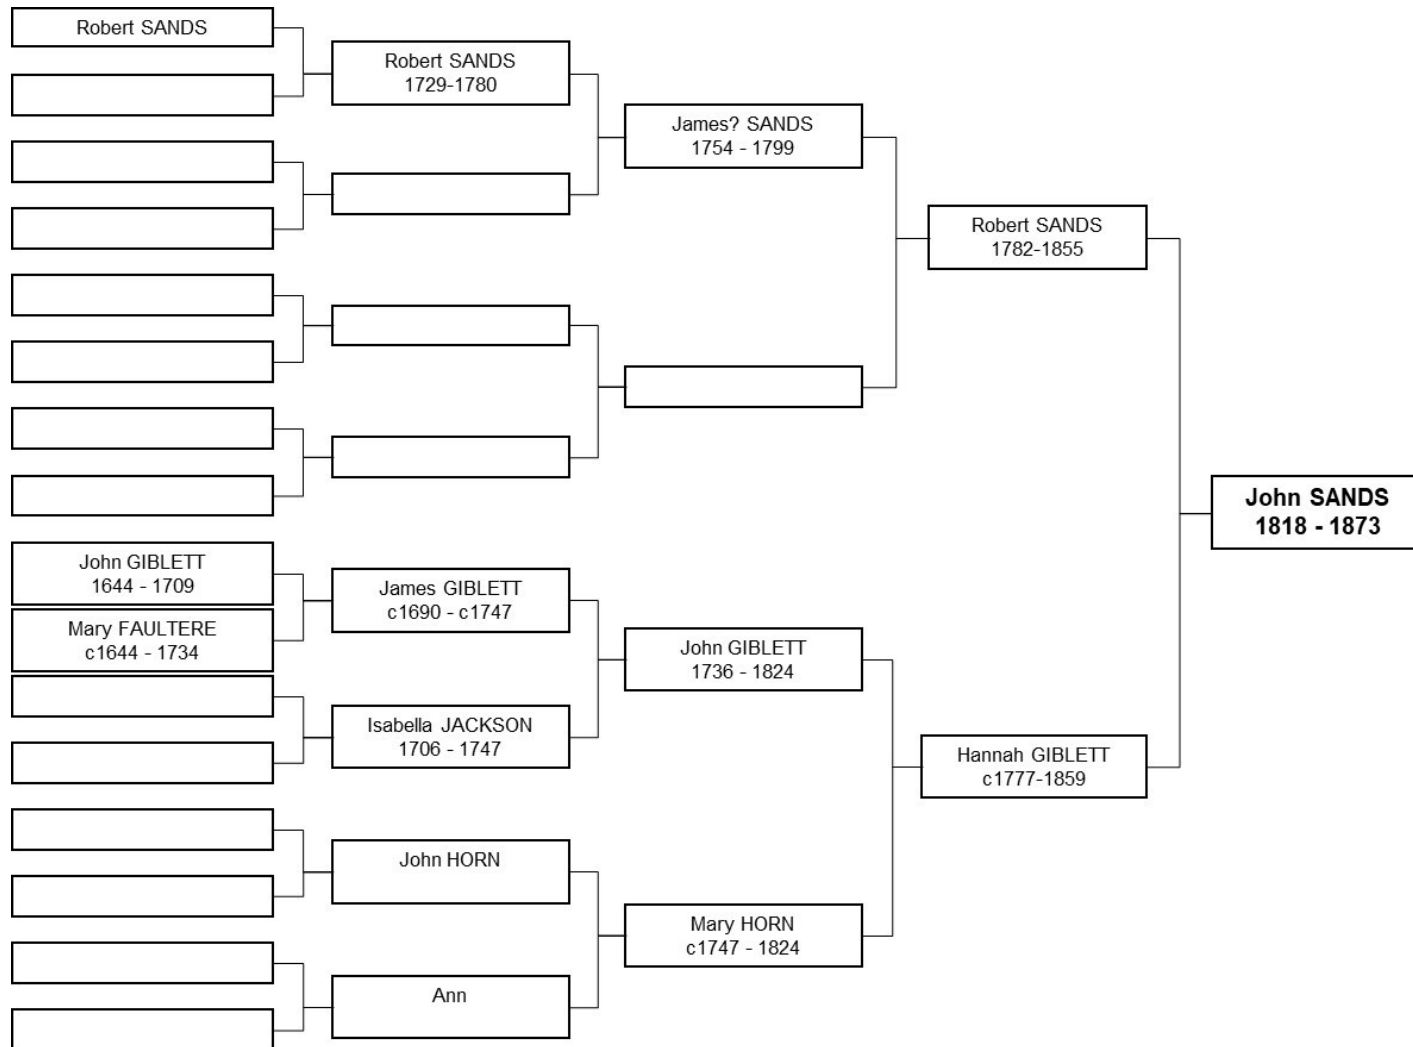 Robert SANDS
Robert SANDS
1729-1780
James? SANDS
1754 - 1799
Robert SANDS
1782-1855
John SANDS
1818 - 1873
John GIBLETT
1644 - 1709
Mary FAULTERE
c1644 - 1734
James GIBLETT
c1690 - c1747
John GIBLETT
1736 - 1824
Isabella JACKSON
1706 - 1747
Hannah GIBLETT
c1777-1859
John HORN
Mary HORN
c1747 - 1824
Ann